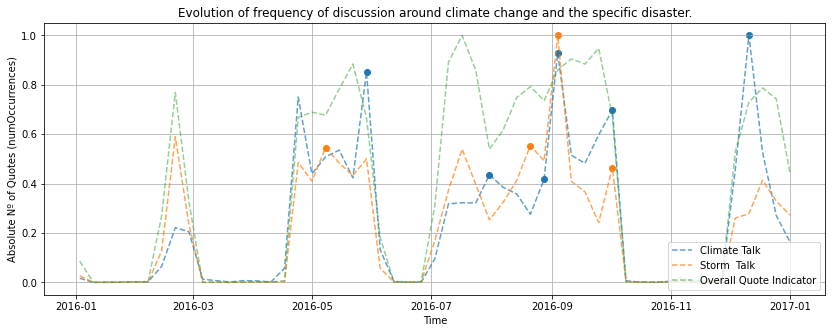 Evolution of frequency of discussion around climate change and the specific disaster.
Absolute Nº of Quotes (numOccurrences)
1.0
0.8
0.6
0.4
0.2
0.0
Climate Talk
Storm Talk
Overall Quote Indicator
2016-01
2016-03
2016-05
2016-07
2016-09
2016-11
2017-01
Time